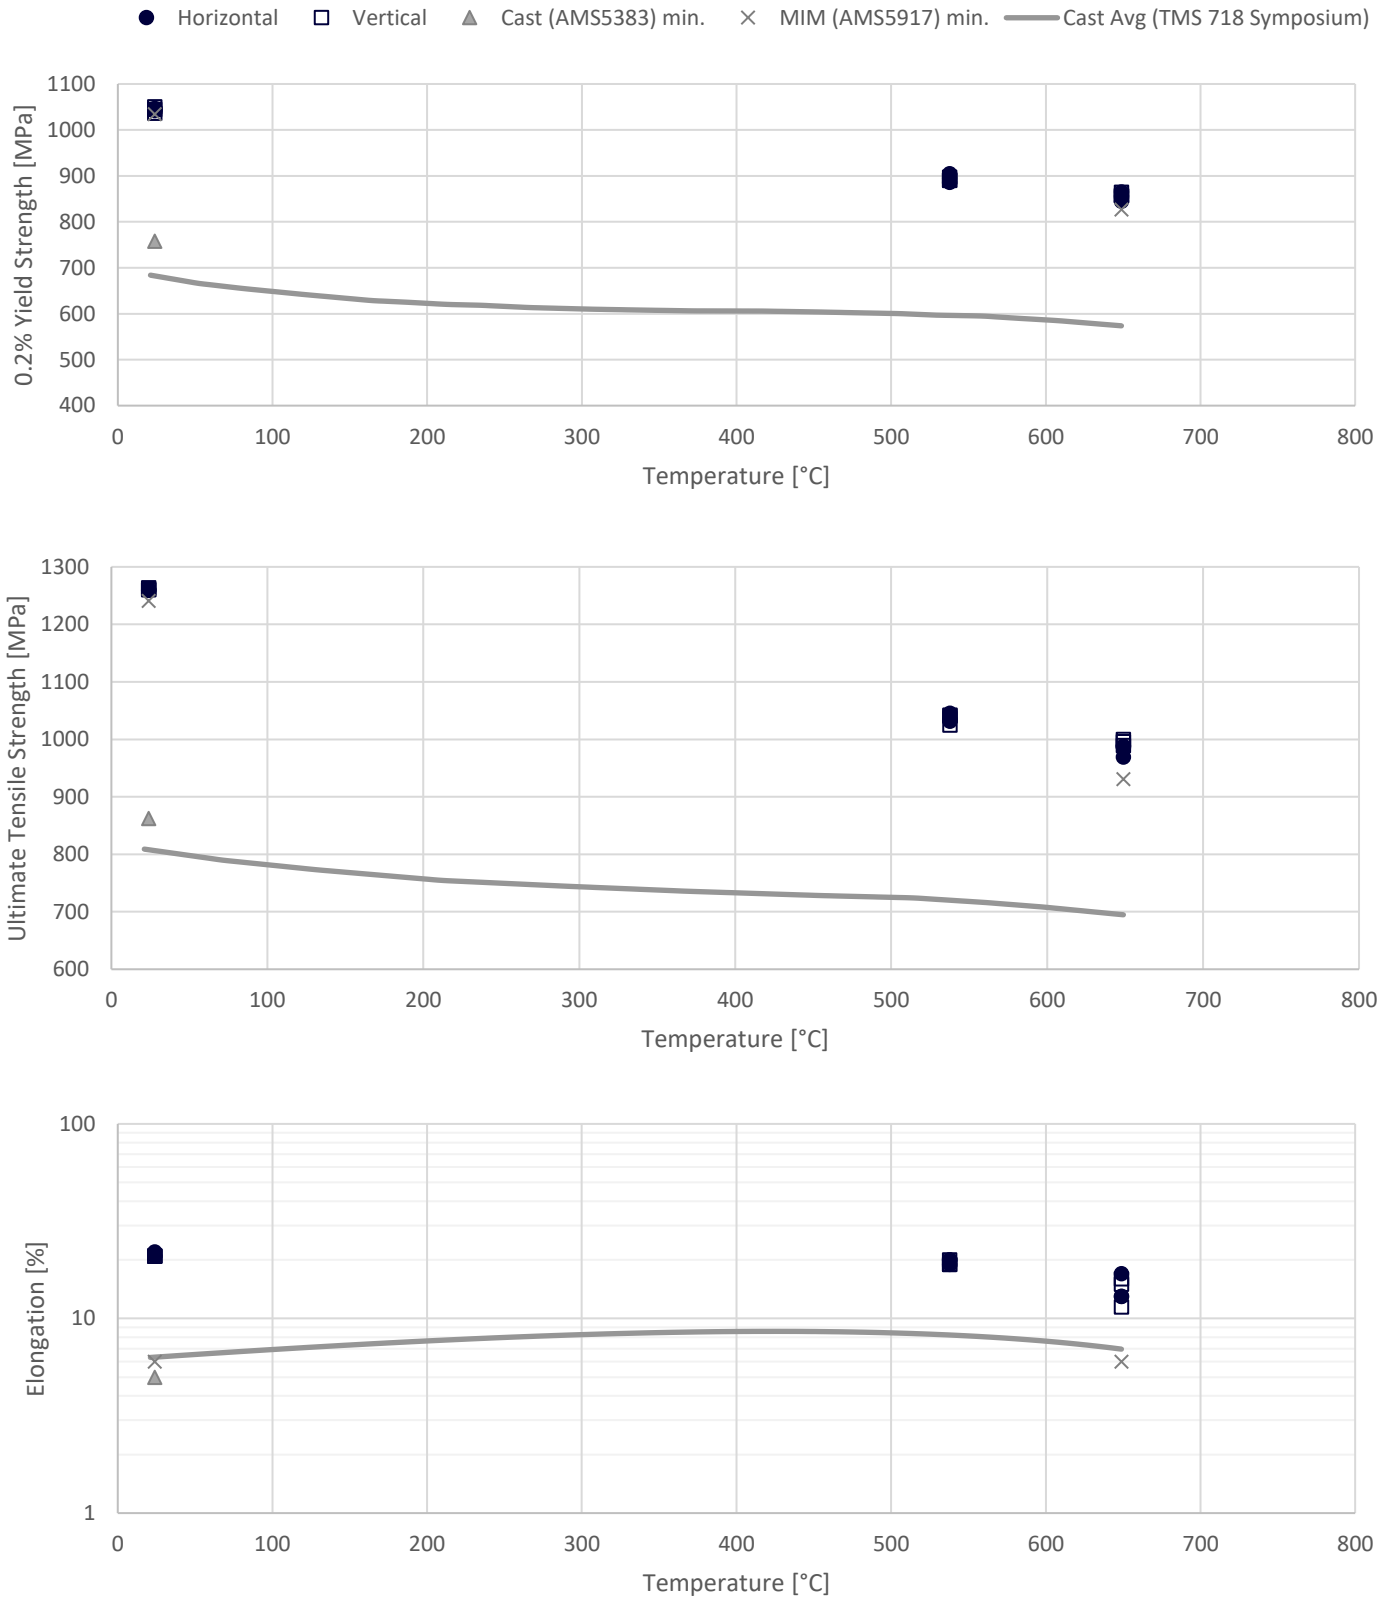 Horizontal Vertical Cast (AMS5383) min. MIM (AMS5917) min. Cast Avg (TMS 718 Symposium)
0.2% Yield Strength [MPa]
1100
1000
900
800
700
600
500
400
0 100 200 300 400 500 600 700 800
Temperature [°C]
Ultimate Tensile Strength [MPa]
1300
1200
1100
1000
900
800
700
600
0 100 200 300 400 500 600 700 800
Temperature [°C]
Elongation [%]
100
10
1
0 100 200 300 400 500 600 700 800
Temperature [°C]